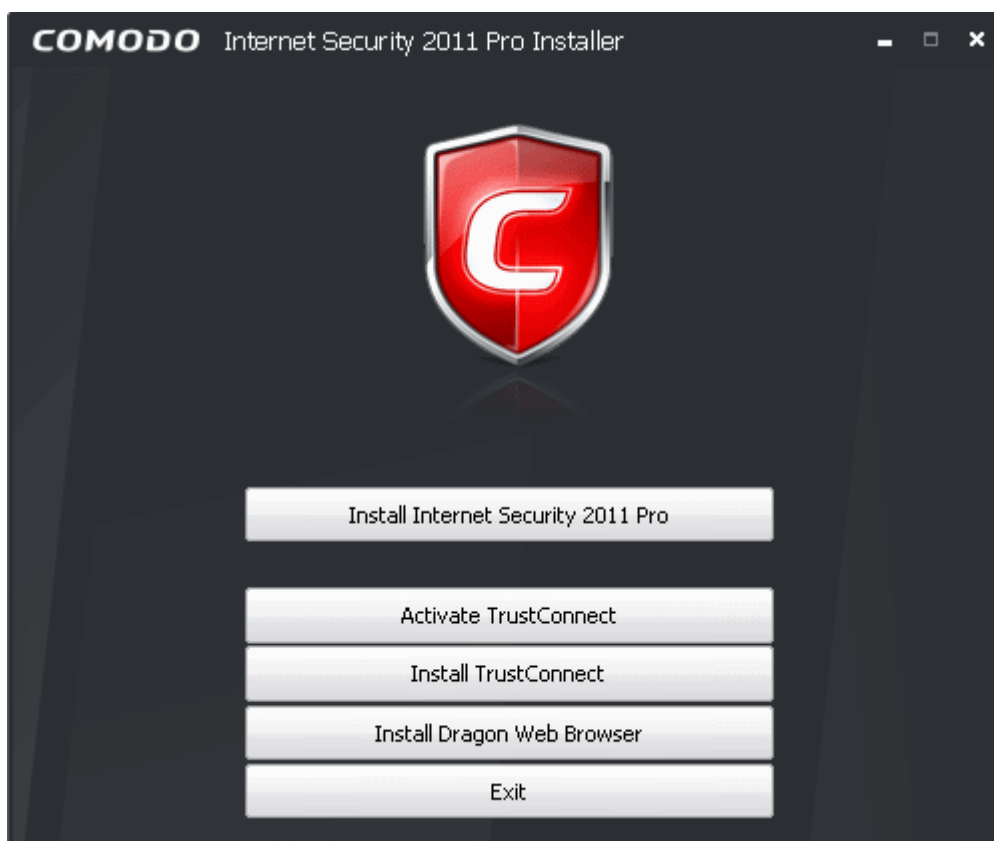 COMODO Internet Security 2011 Pro Installer
C
Install Internet Security 2011 Pro
Activate TrustConnect
Install TrustConnect
Install Dragon Web Browser
Exit